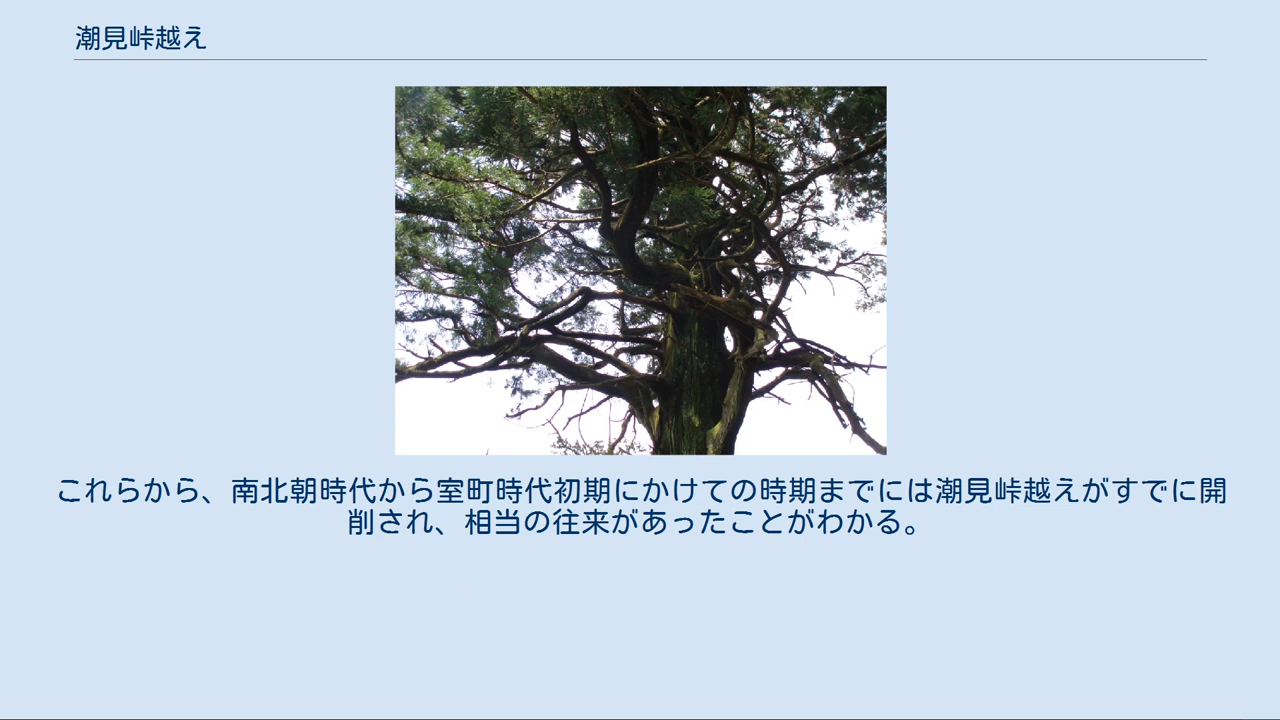 潮見峠越え
これらから、南北朝時代から室町時代初期にかけての時期までには潮見峠越えがすでに開
削され、相当の往来があったことがわかる。